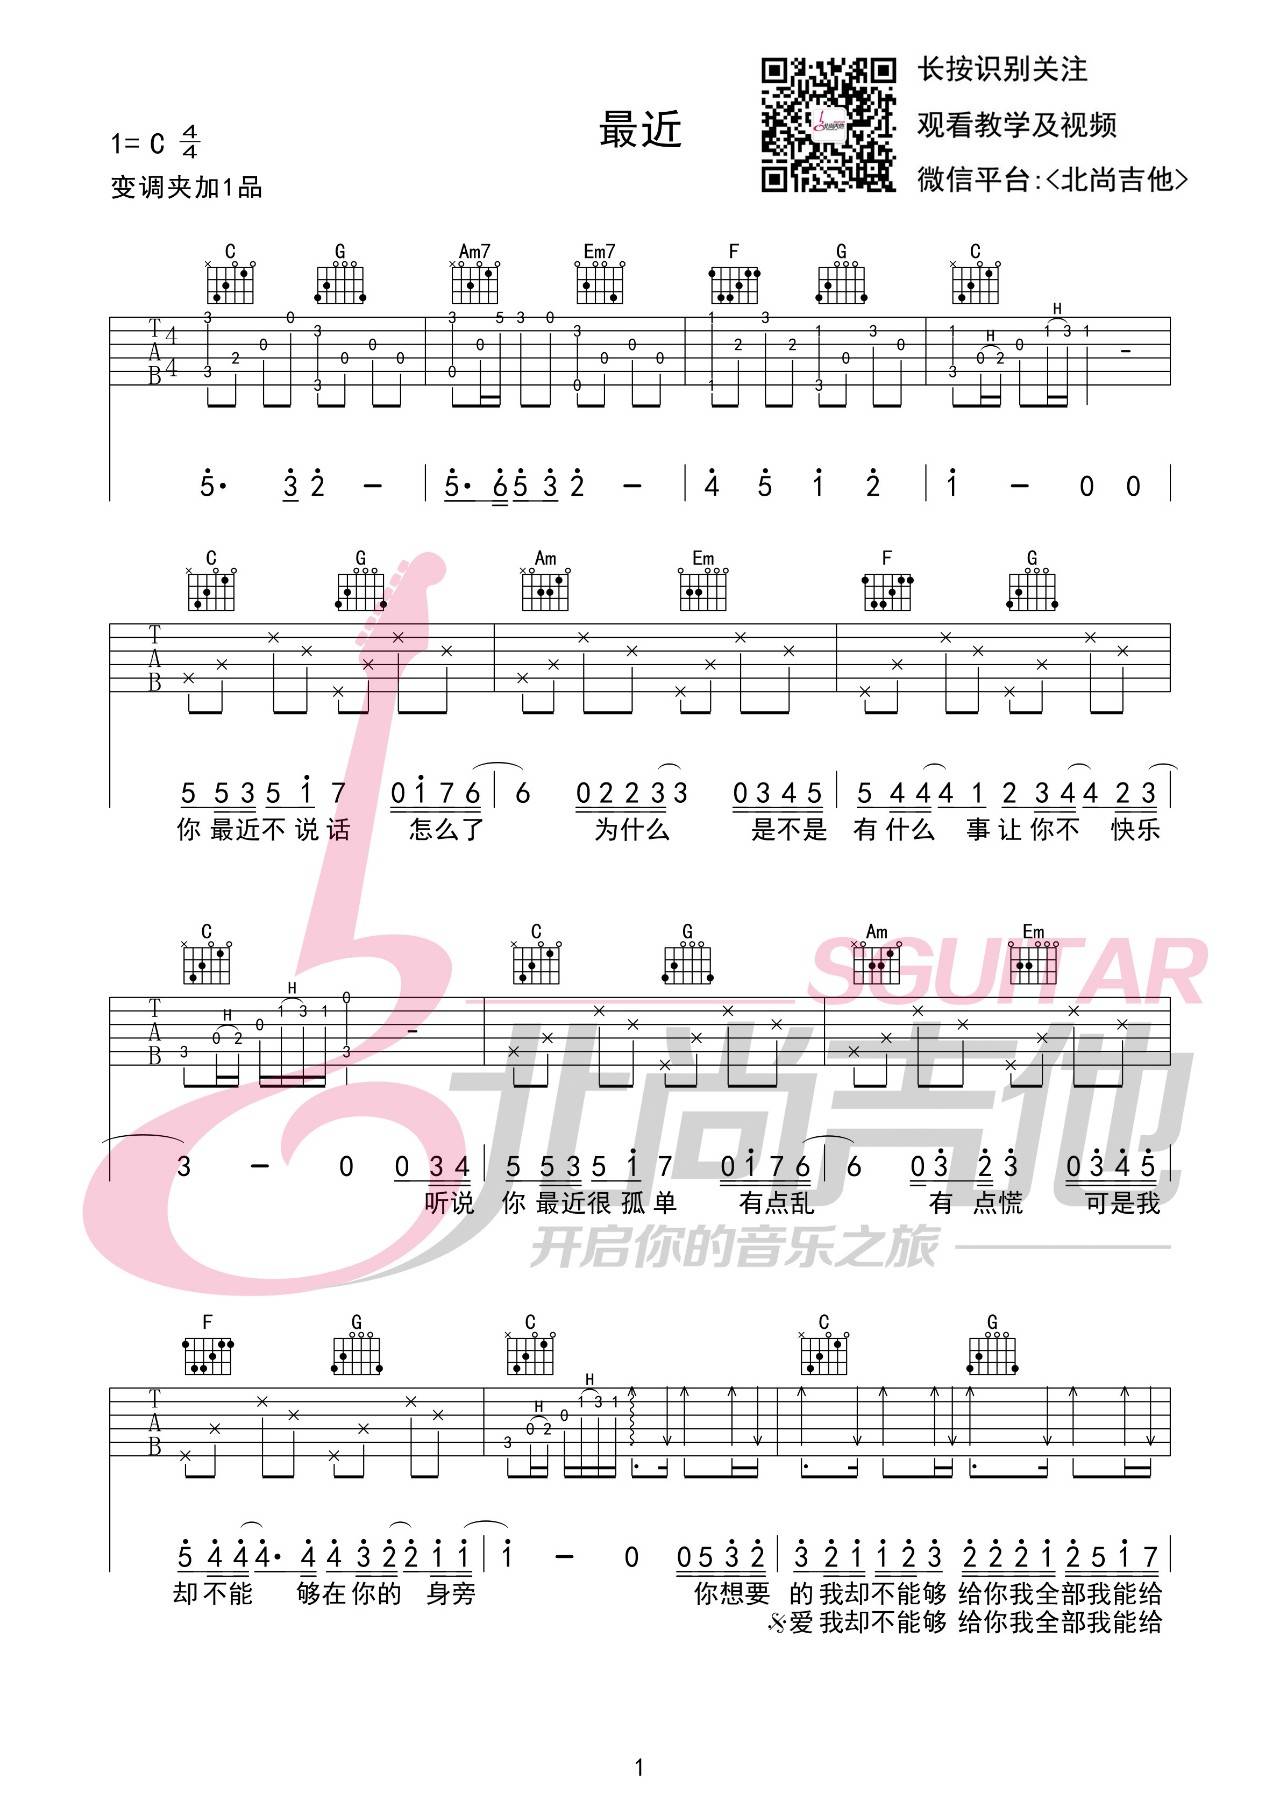 最近
长按识别关注
观看教学及视频
微信平台:<北尚吉他>
1= C 4/4
变调夹加1品
C G Am7 Em7 F G C
H H
5· 3 2 - 5· 6 5 3 2 - 4 5 1 2 1 - 0 0
C G Am Em F G
5 5 3 5 1 7 0 1 7 6 6 0 2 2 3 3 0 3 4 5 5 4 4 4 1 2 3 4 4 2 3
你 最近不 说 话 怎么了 为什么 是不是 有 什么 事 让 你不 快乐
C C G Am Em
H H
3 - 0 0 3 4 5 5 3 5 1 7 0 1 7 6 6 0 3 2 3 0 3 4 5
听说 你 最近很 孤 单 有点乱 有 点慌 可是我
SGUITAR
北尚吉他
开启你的音乐之旅
F G C C G
H H
5 4 4 4· 4 4 3 2 2 1 1 1 - 0 0 5 3 2 3 2 1 1 2 3 2 2 2 1 2 5 1 7
却 不能 够在 你的 身旁 你想要 的 我却不能够 给你我全部我能给
𝄋爱 我却不能够 给你我全部我能给
1